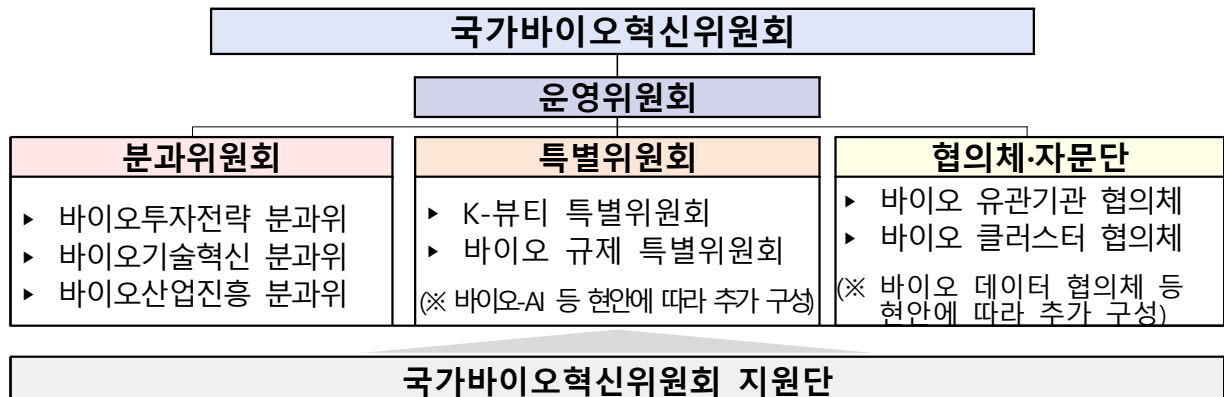 국가바이오혁신위원회
운영위원회
분과위원회
▸ 바이오투자전략 분과위
▸ 바이오기술혁신 분과위
▸ 바이오산업진흥 분과위
특별위원회
▸ K-뷰티 특별위원회
▸ 바이오 규제 특별위원회
(※ 바이오-AI 등 현안에 따라 추가 구성)
협의체·자문단
▸ 바이오 유관기관 협의체
▸ 바이오 클러스터 협의체
(※ 바이오 데이터 협의체 등
현안에 따라 추가 구성)
국가바이오혁신위원회 지원단